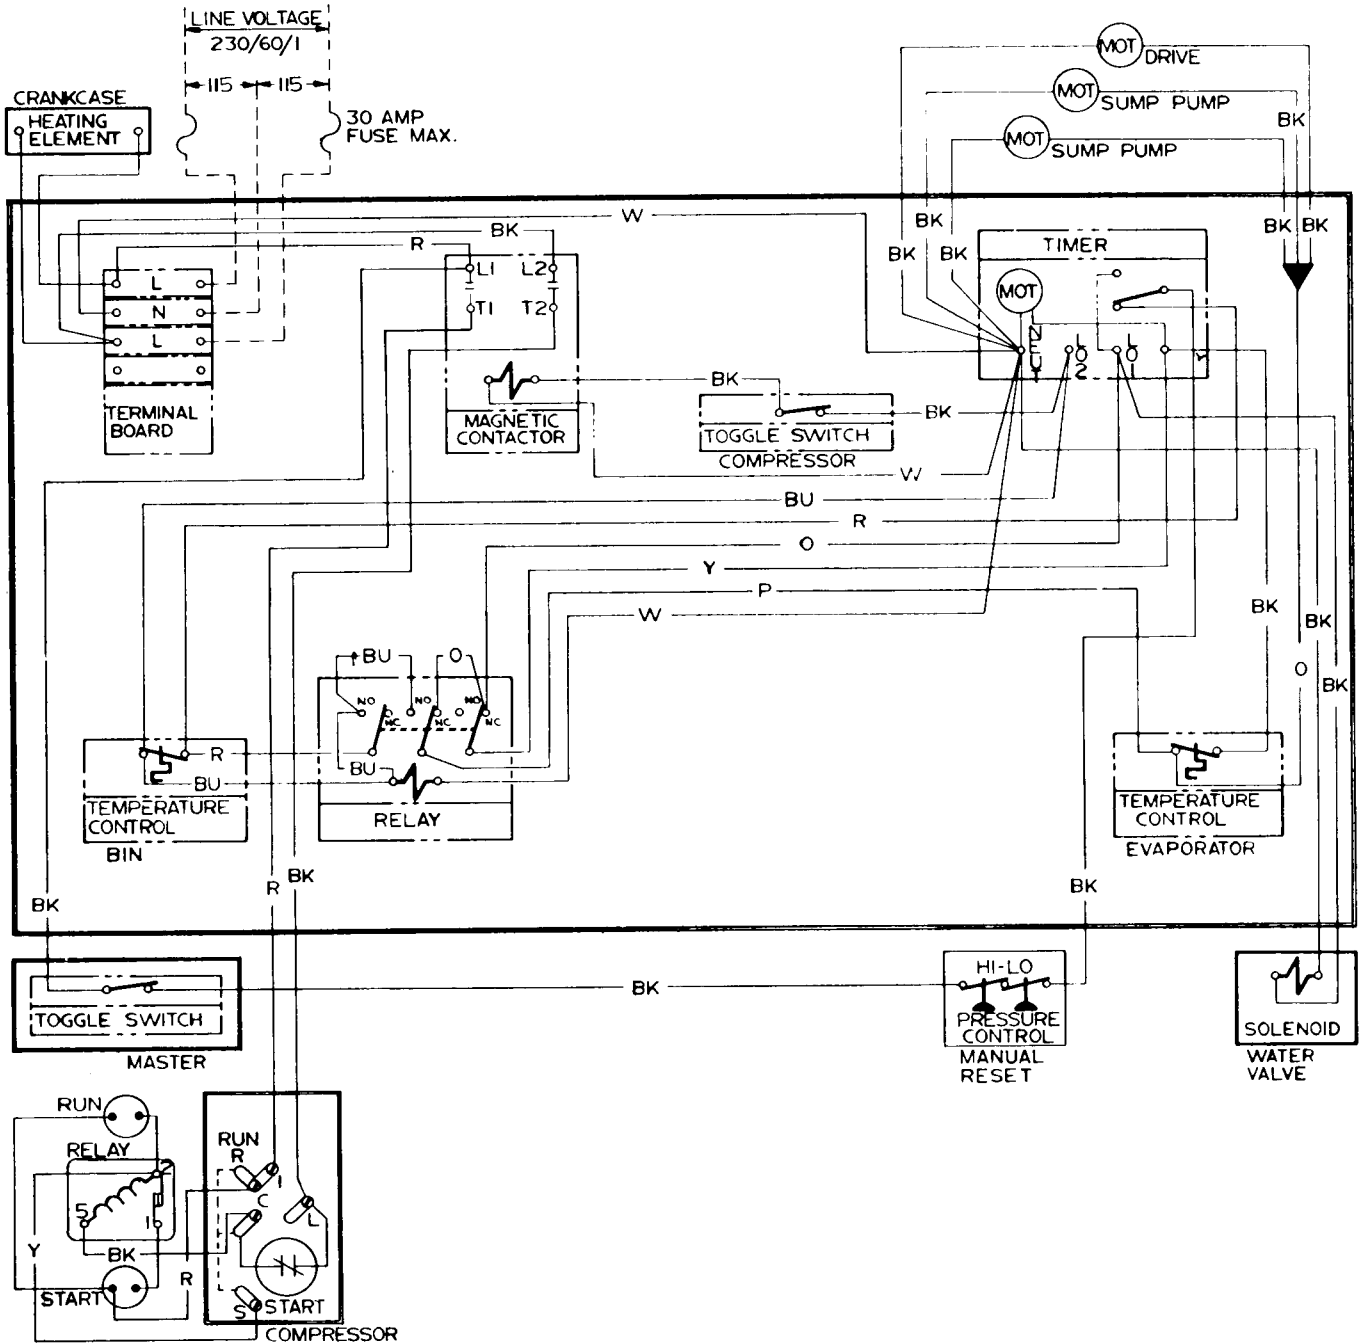 LINE VOLTAGE
230/60/1
115
115
30 AMP
FUSE MAX.
CRANKCASE
HEATING
ELEMENT
MOT
DRIVE
MOT
SUMP PUMP
MOT
SUMP PUMP
BK
W
BK
R
BK
BK
BK
BK
BK
TIMER
MOT
L
N
L
TERMINAL
BOARD
L1
L2
T1
T2
MAGNETIC
CONTACTOR
BK
TOGGLE SWITCH
COMPRESSOR
BK
NEUT
LO2
LO1
Y
W
BU
R
O
Y
P
W
BK
BK
O
BK
BU
O
NO
NC
NO
NC
NO
NC
BU
RELAY
R
BU
TEMPERATURE
CONTROL
BIN
TEMPERATURE
CONTROL
EVAPORATOR
R
BK
BK
BK
TOGGLE SWITCH
MASTER
BK
HI-LO
PRESSURE
CONTROL
MANUAL
RESET
SOLENOID
WATER
VALVE
RUN
RELAY
2
5
1
Y
BK
R
START
RUN
R
1
C
L
S
START
COMPRESSOR